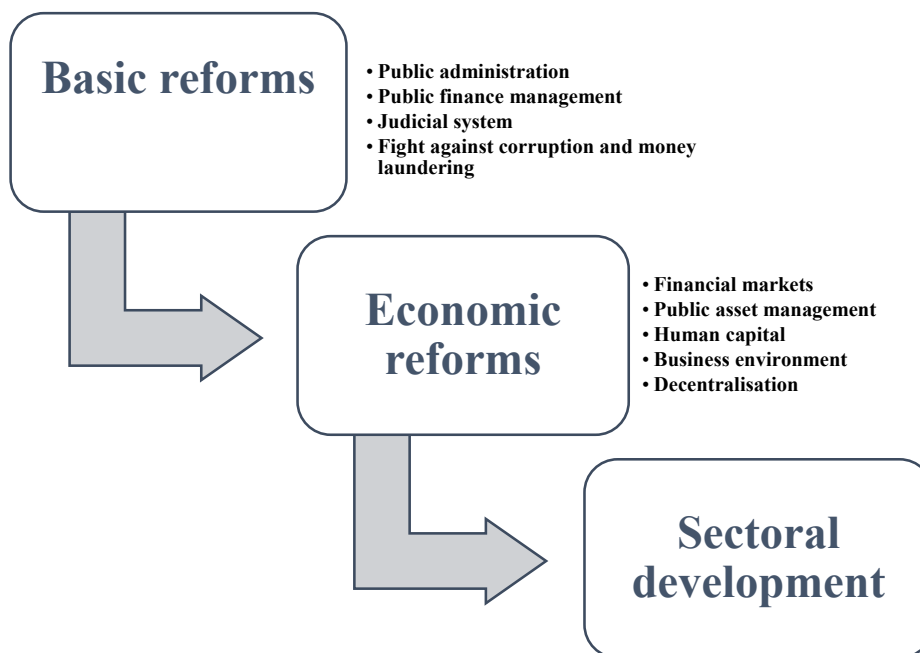 Basic reforms
• Public administration
• Public finance management
• Judicial system
• Fight against corruption and money
laundering
Economic
reforms
• Financial markets
• Public asset management
• Human capital
• Business environment
• Decentralisation
Sectoral
development